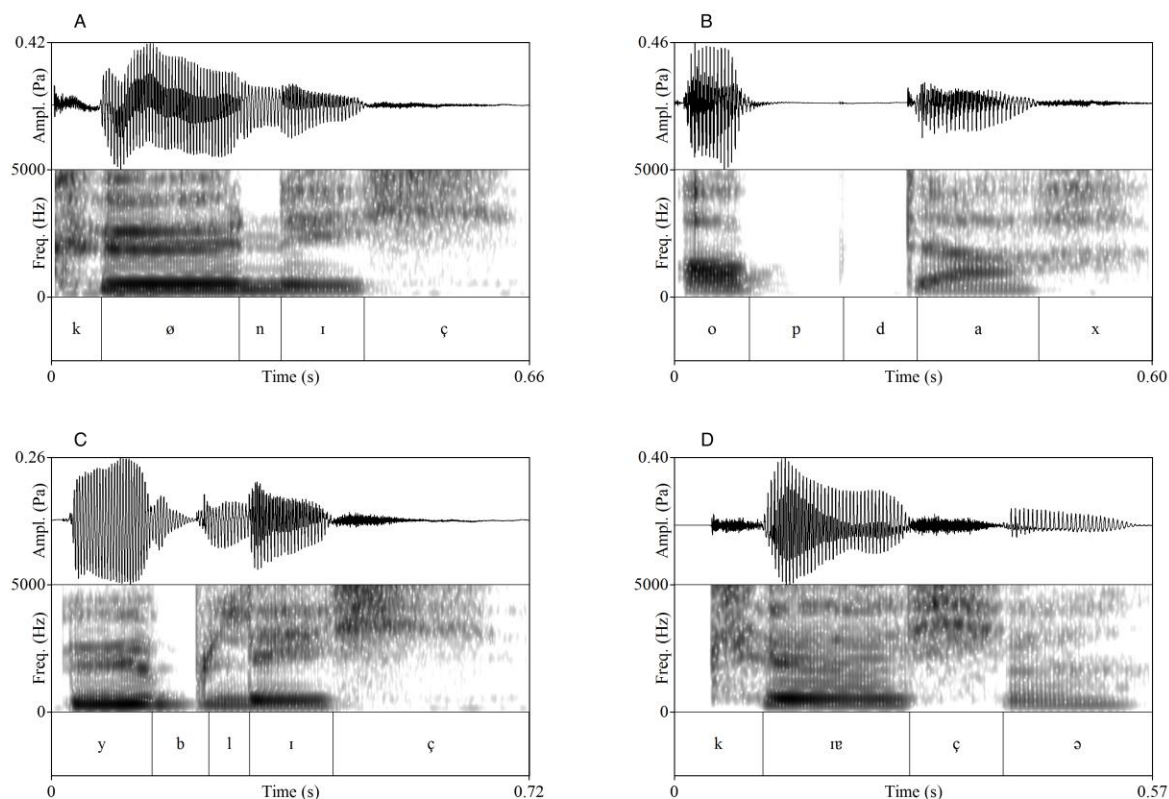 A
0.42
Ampl. (Pa)
5000
Freq. (Hz)
0
k ø n ɪ ç
0 Time (s) 0.66
B
0.46
Ampl. (Pa)
5000
Freq. (Hz)
0
o p d a x
0 Time (s) 0.60
C
0.26
Ampl. (Pa)
5000
Freq. (Hz)
0
y b l ɪ ç
0 Time (s) 0.72
D
0.40
Ampl. (Pa)
5000
Freq. (Hz)
0
k ɪɐ ç ə
0 Time (s) 0.57